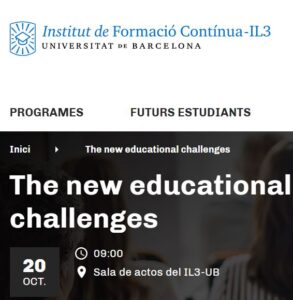 Institut de Formació Contínua-IL3
UNIVERSITAT DE BARCELONA
PROGRAMES
FUTURS ESTUDIANTS
Inici
The new educational challenges
The new educational
challenges
20
OCT.
09:00
Sala de actos del IL3-UB